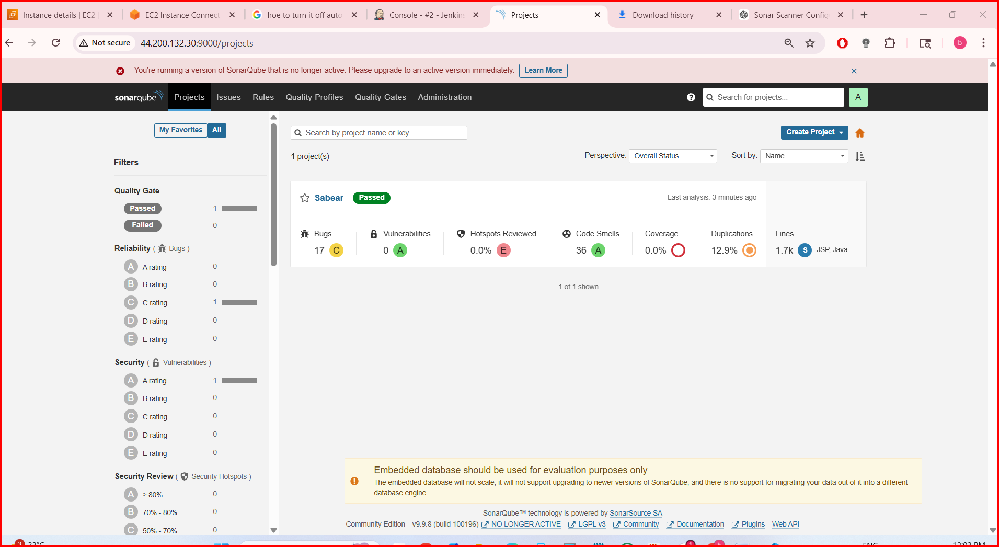 Instance details | EC2
EC2 Instance Connect
hoe to turn it off auto
Console - #2 - Jenkins
Projects
Download history
Sonar Scanner Config
Not secure
44.200.132.30:9000/projects
b
You're running a version of SonarQube that is no longer active. Please upgrade to an active version immediately.
Learn More
sonarqube
Projects
Issues
Rules
Quality Profiles
Quality Gates
Administration
Search for projects...
A
My Favorites
All
Search by project name or key
Create Project
1 project(s)
Perspective:
Overall Status
Sort by:
Name
Filters
Quality Gate
Passed 1
Failed 0
Reliability ( Bugs )
A A rating 0
B B rating 0
C C rating 1
D D rating 0
E E rating 0
Security ( Vulnerabilities )
A A rating 1
B B rating 0
C C rating 0
D D rating 0
E E rating 0
Security Review ( Security Hotspots )
A ≥ 80% 0
B 70% - 80% 0
C 50% - 70% 0
Sabear
Passed
Last analysis: 3 minutes ago
Bugs
17 C
Vulnerabilities
0 A
Hotspots Reviewed
0.0% E
Code Smells
36 A
Coverage
0.0%
Duplications
12.9%
Lines
1.7k S JSP, Java...
1 of 1 shown
Embedded database should be used for evaluation purposes only
The embedded database will not scale, it will not support upgrading to newer versions of SonarQube, and there is no support for migrating your data out of it into a different
database engine.
SonarQube™ technology is powered by SonarSource SA
Community Edition - v9.9.8 (build 100196) NO LONGER ACTIVE - LGPL v3 - Community - Documentation - Plugins - Web API
3
33°C
1
b
ENG
12:03 PM